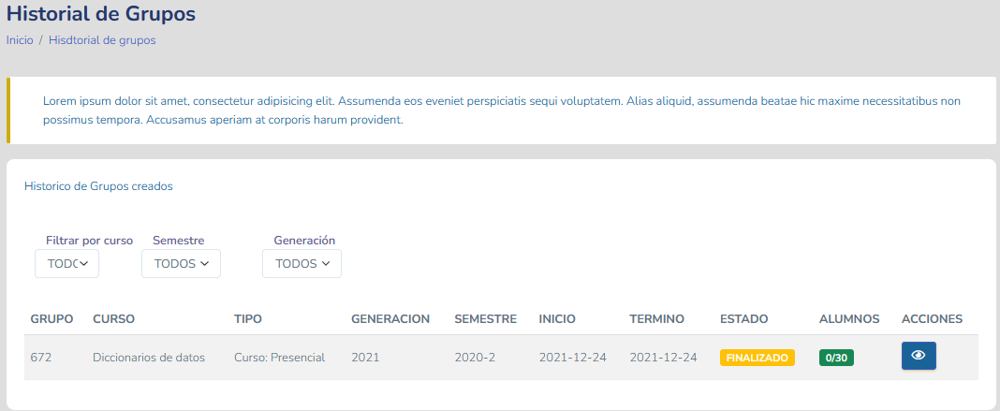 Historial de Grupos
Inicio / Hisdtorial de grupos
Lorem ipsum dolor sit amet, consectetur adipisicing elit. Assumenda eos eveniet perspiciatis sequi voluptatem. Alias aliquid, assumenda beatae hic maxime necessitatibus non
possimus tempora. Accusamus aperiam at corporis harum provident.
Historico de Grupos creados
Filtrar por curso Semestre Generación
TODO TODOS TODOS
GRUPO CURSO TIPO GENERACION SEMESTRE INICIO TERMINO ESTADO ALUMNOS ACCIONES
672 Diccionarios de datos Curso: Presencial 2021 2020-2 2021-12-24 2021-12-24 FINALIZADO 0/30